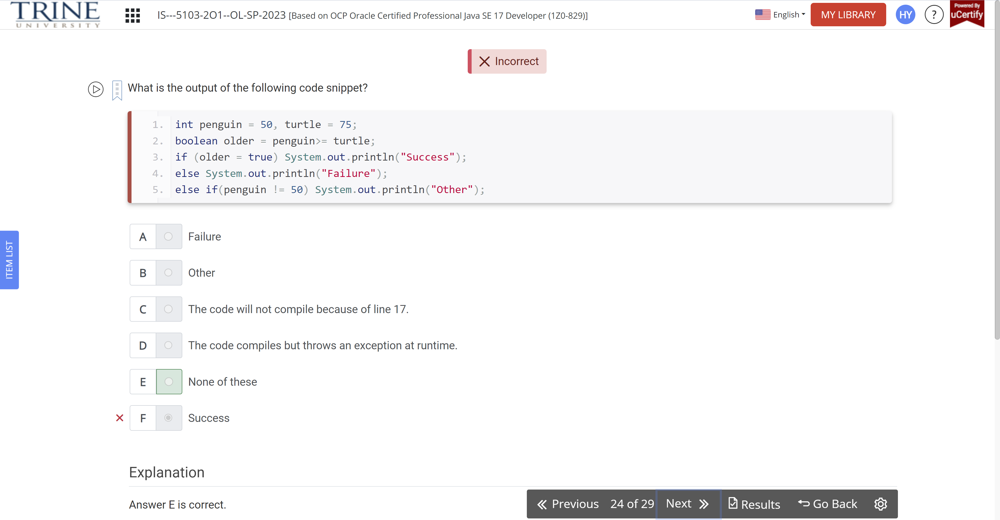 TRINE
UNIVERSITY
IS---5103-2O1--OL-SP-2023 [Based on OCP Oracle Certified Professional Java SE 17 Developer (1Z0-829)]
English
MY LIBRARY
HY
?
Powered By
uCertify
Incorrect
What is the output of the following code snippet?
1. int penguin = 50, turtle = 75;
2. boolean older = penguin>= turtle;
3. if (older = true) System.out.println("Success");
4. else System.out.println("Failure");
5. else if(penguin != 50) System.out.println("Other");
A Failure
B Other
C The code will not compile because of line 17.
D The code compiles but throws an exception at runtime.
E None of these
F Success
ITEM LIST
Explanation
Answer E is correct.
Previous 24 of 29 Next Results Go Back